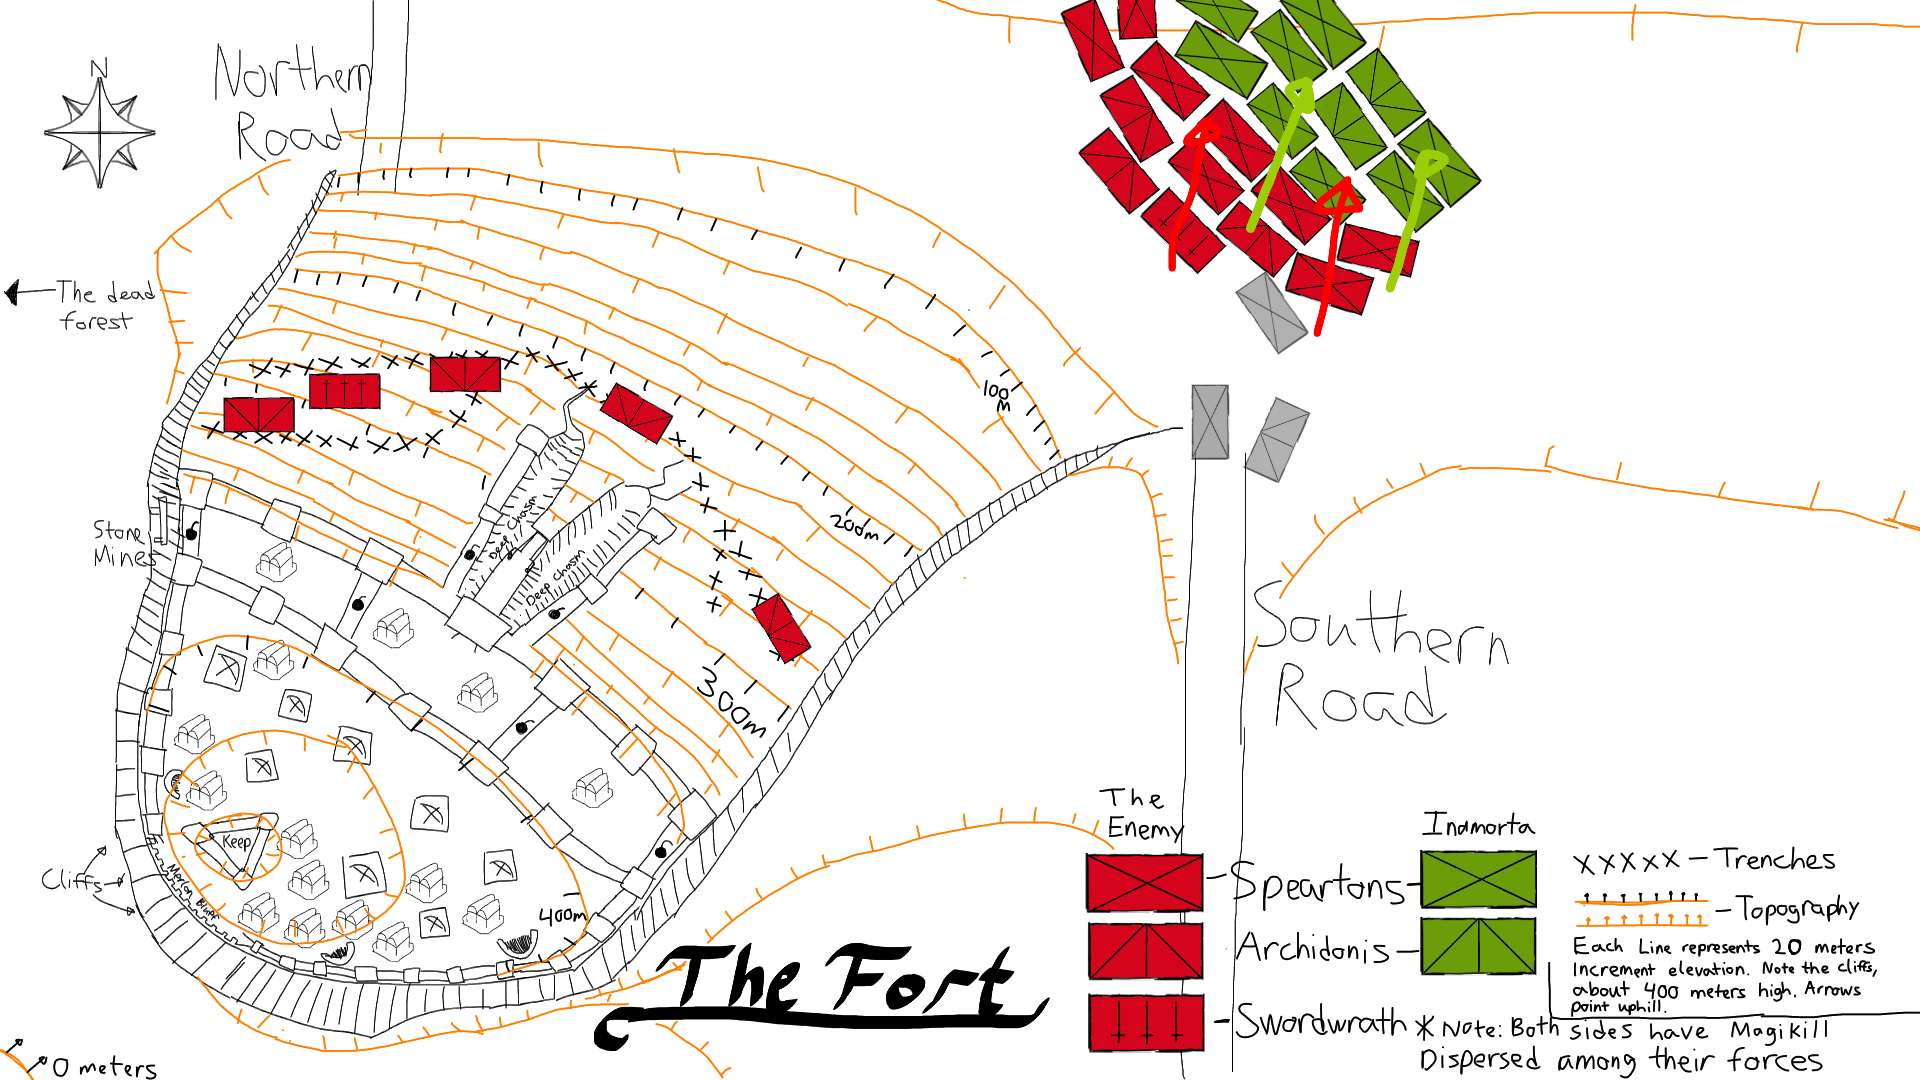 N
Northern
Road
The dead
forest
100
M
200m
300m
400m
Stone
Mines
Deep Chasm
Deep Chasm
Keep
Merlon Bluff
Cliffs
Southern
Road
The Fort
0 meters
The
Enemy
Inamorta
Speartons
Archidonis
Swordwrath
xxxxx - Trenches
- Topography
Each Line represents 20 meters
Increment elevation. Note the cliffs,
about 400 meters high. Arrows
point uphill.
* Note: Both sides have Magikill
Dispersed among their forces